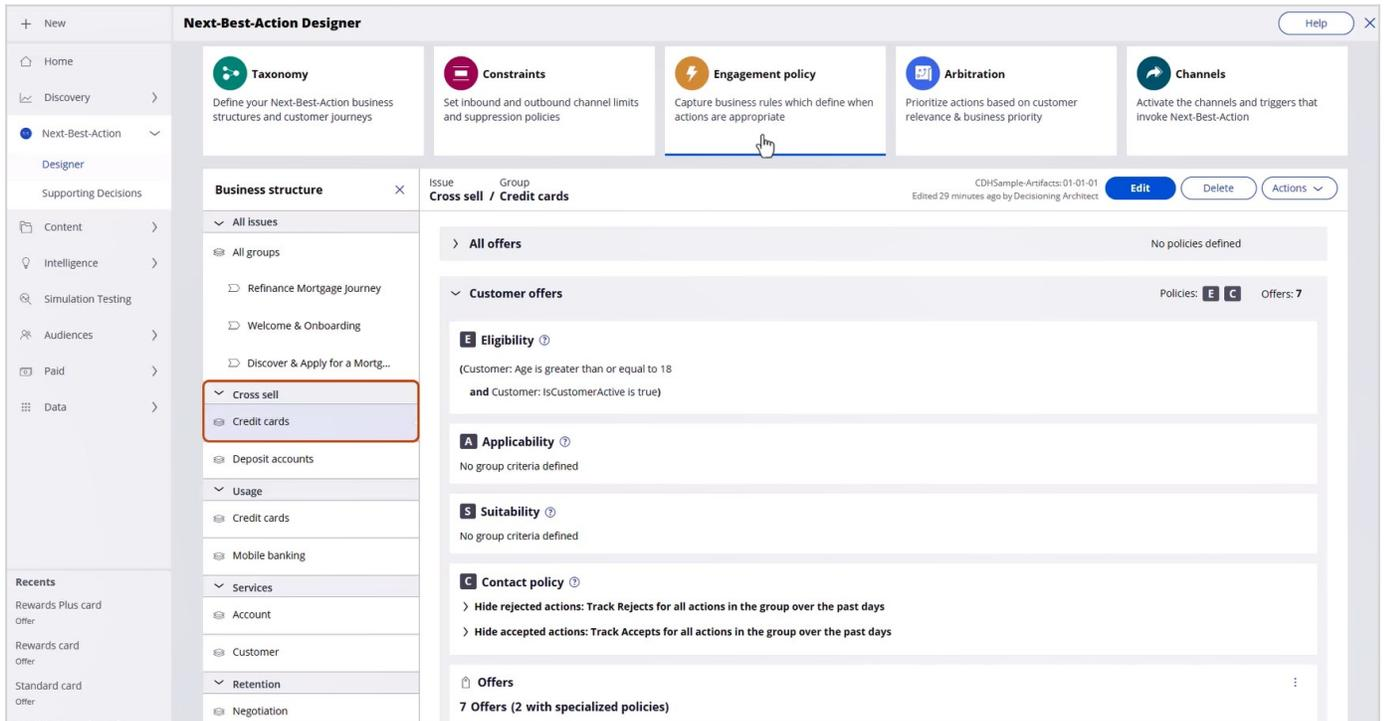 New
Next-Best-Action Designer
Help
Home
Discovery
Next-Best-Action
Designer
Supporting Decisions
Content
Intelligence
Simulation Testing
Audiences
Paid
Data
Recents
Rewards Plus card
Offer
Rewards card
Offer
Standard card
Offer
Taxonomy
Define your Next-Best-Action business
structures and customer journeys
Constraints
Set inbound and outbound channel limits
and suppression policies
Engagement policy
Capture business rules which define when
actions are appropriate
Arbitration
Prioritize actions based on customer
relevance & business priority
Channels
Activate the channels and triggers that
invoke Next-Best-Action
Business structure
All issues
All groups
Refinance Mortgage Journey
Welcome & Onboarding
Discover & Apply for a Mortg...
Cross sell
Credit cards
Deposit accounts
Usage
Credit cards
Mobile banking
Services
Account
Customer
Retention
Negotiation
Issue Group
Cross sell / Credit cards
CDHSample-Artifacts: 01-01-01
Edited 29 minutes ago by Decisioning Architect
Edit
Delete
Actions
All offers
No policies defined
Customer offers
Policies: E C Offers: 7
E Eligibility
(Customer: Age is greater than or equal to 18
and Customer: IsCustomerActive is true)
A Applicability
No group criteria defined
S Suitability
No group criteria defined
C Contact policy
Hide rejected actions: Track Rejects for all actions in the group over the past days
Hide accepted actions: Track Accepts for all actions in the group over the past days
Offers
7 Offers (2 with specialized policies)